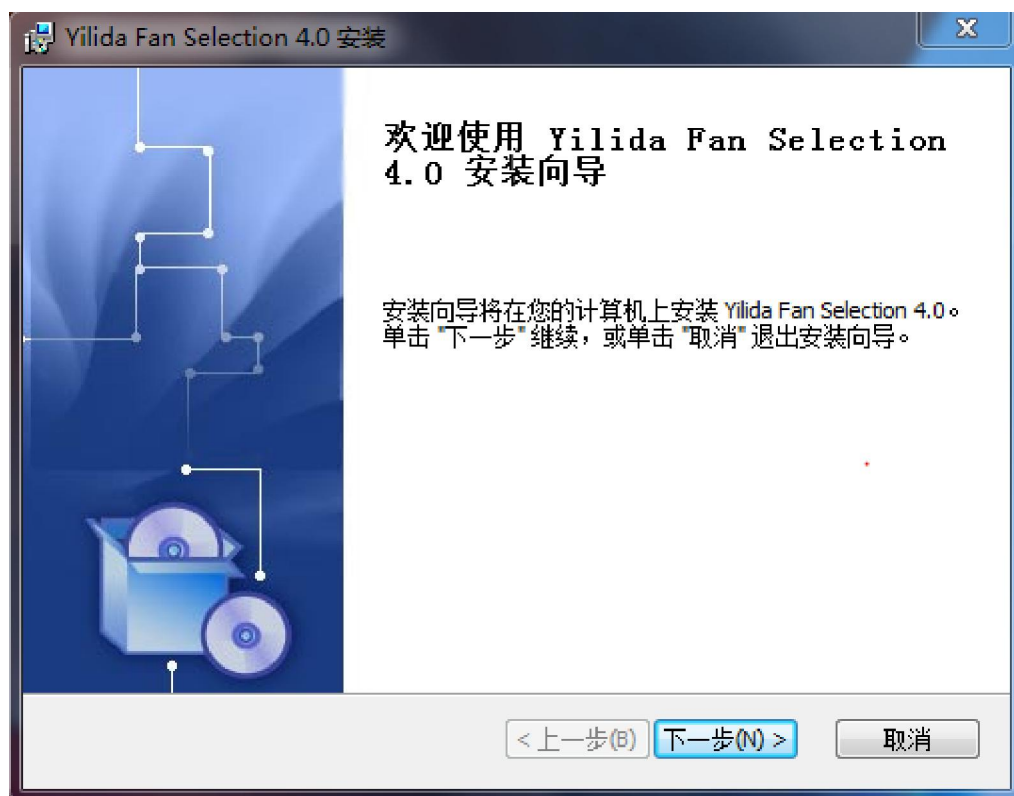 Yilida Fan Selection 4.0 安装
欢迎使用 Yilida Fan Selection
4.0 安装向导
安装向导将在您的计算机上安装 Yilida Fan Selection 4.0。
单击 "下一步" 继续，或单击 "取消" 退出安装向导。
< 上一步(B)
下一步(N) >
取消